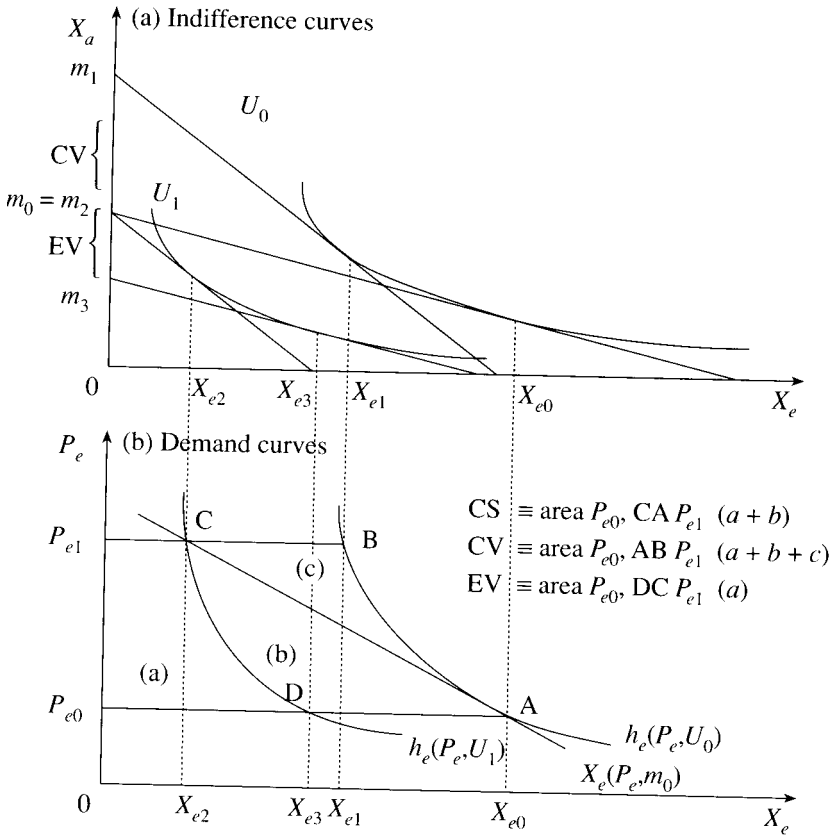 (a) Indifference curves
X_a
m_1
U_0
CV
m_0 = m_2
U_1
EV
m_3
0
X_e2
X_e3
X_e1
X_e0
X_e
P_e
(b) Demand curves
CS ≡ area P_e0, CA P_e1 (a + b)
CV ≡ area P_e0, AB P_e1 (a + b + c)
EV ≡ area P_e0, DC P_e1 (a)
P_e1
C
B
(c)
(b)
(a)
D
A
P_e0
h_e(P_e,U_1)
h_e(P_e,U_0)
X_e(P_e,m_0)
0
X_e2
X_e3
X_e1
X_e0
X_e